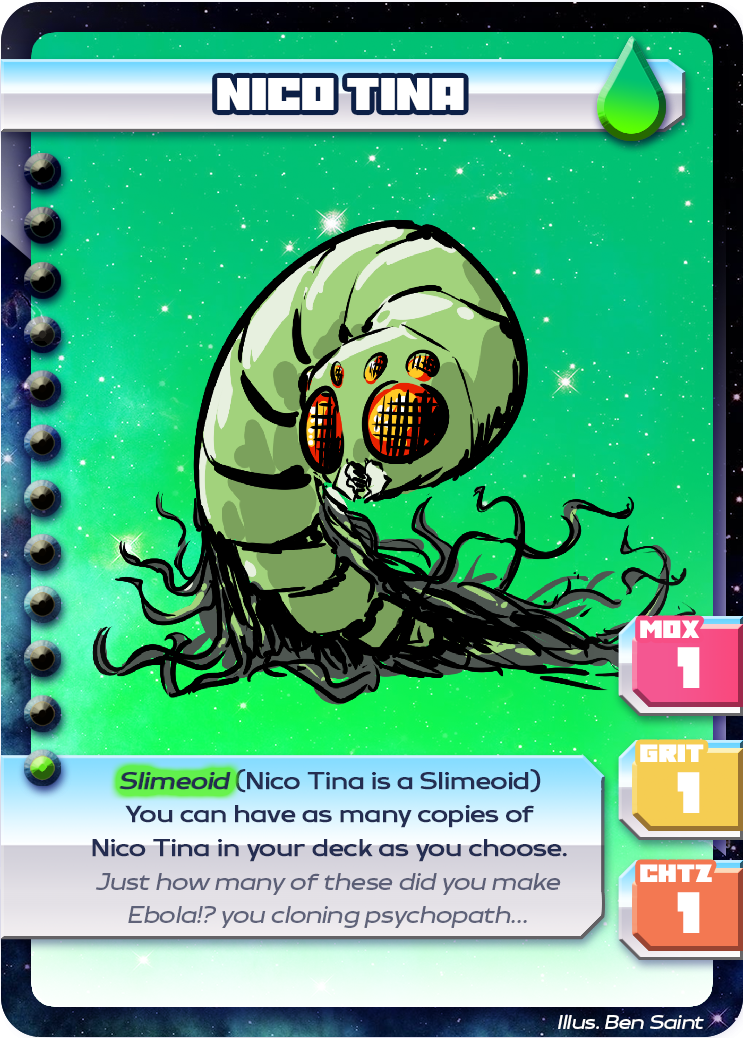 NICO TINA
MOX
1
GRIT
1
CHTZ
1
Slimeoid (Nico Tina is a Slimeoid)
You can have as many copies of
Nico Tina in your deck as you choose.
Just how many of these did you make
Ebola!? you cloning psychopath...
Illus. Ben Saint